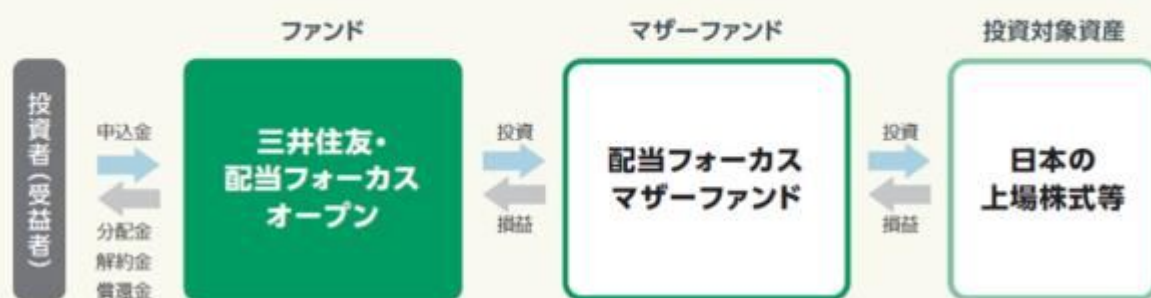 ファンド
マザーファンド
投資対象資産
投資者(受益者)
申込金
分配金
解約金
償還金
三井住友・
配当フォーカス
オープン
投資
損益
配当フォーカス
マザーファンド
投資
損益
日本の
上場株式等